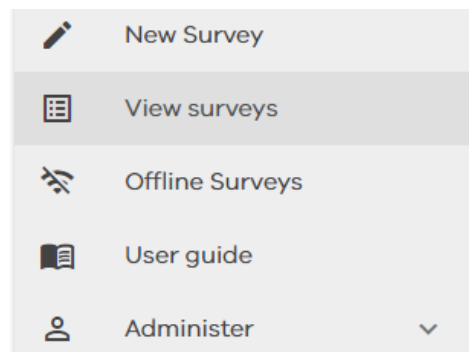 New Survey
View surveys
Offline Surveys
User guide
Administer